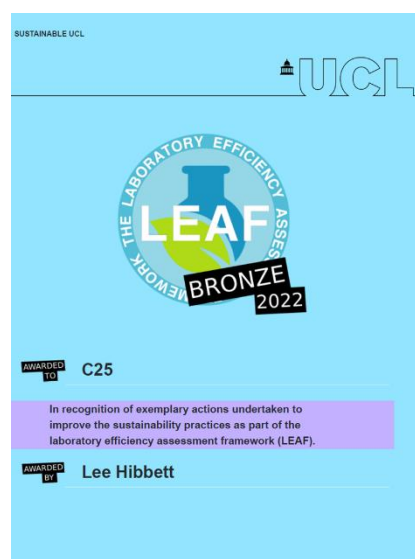 SUSTAINABLE UCL
UCL
THE LABORATORY EFFICIENCY ASSESSMENT FRAMEWORK
LEAF
BRONZE
2022
AWARDED
TO
C25
In recognition of exemplary actions undertaken to
improve the sustainability practices as part of the
laboratory efficiency assessment framework (LEAF).
AWARDED
BY
Lee Hibbett